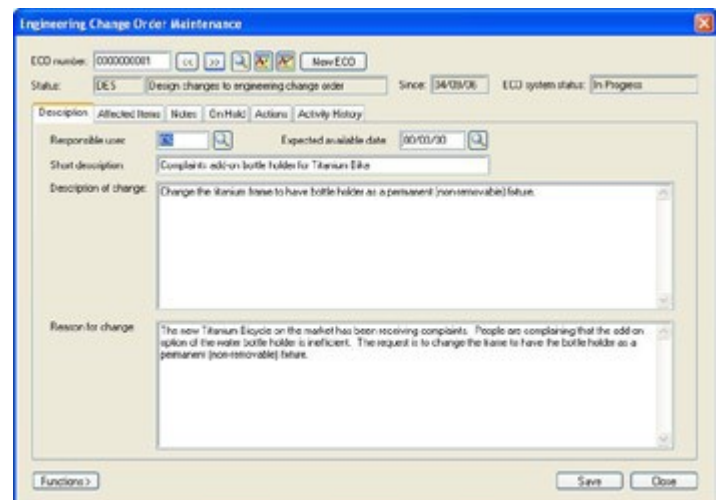 Engineering Change Order Maintenance
ECO number: 0000000001 << >> New ECO
Status: DES Design changes to engineering change order Since: 04/09/06 ECO system status: In Progess
Description Affected Items Notes On Hold Actions Activity History
Responsible user: Expected available date 00/00/00
Short description: Complaints add-on bottle holder for Titanium Bike
Description of change: Change the titanium frame to have bottle holder as a permanent (non-removable) fixture.
Reason for change The new Titanium Bicycle on the market has been receiving complaints. People are complaining that the add on
option of the water bottle holder is inefficient. The request is to change the frame to have the bottle holder as a
permanent (non-removable) fixture.
Functions > Save Close